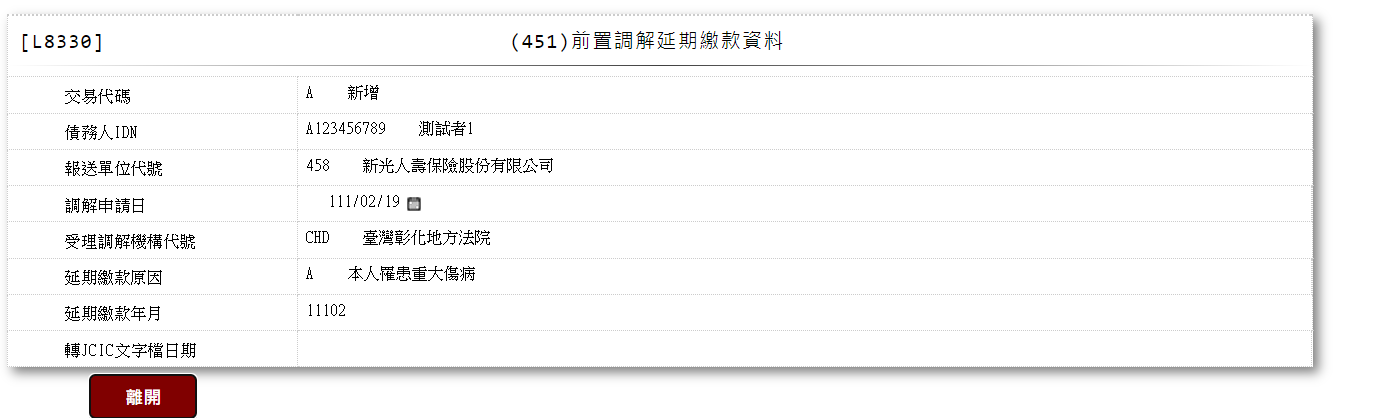 [L8330] (451)前置調解延期繳款資料
交易代碼 A 新增
債務人IDN A123456789 測試者1
報送單位代號 458 新光人壽保險股份有限公司
調解申請日 111/02/19
受理調解機構代號 CHD 臺灣彰化地方法院
延期繳款原因 A 本人罹患重大傷病
延期繳款年月 11102
轉JCIC文字檔日期
離開